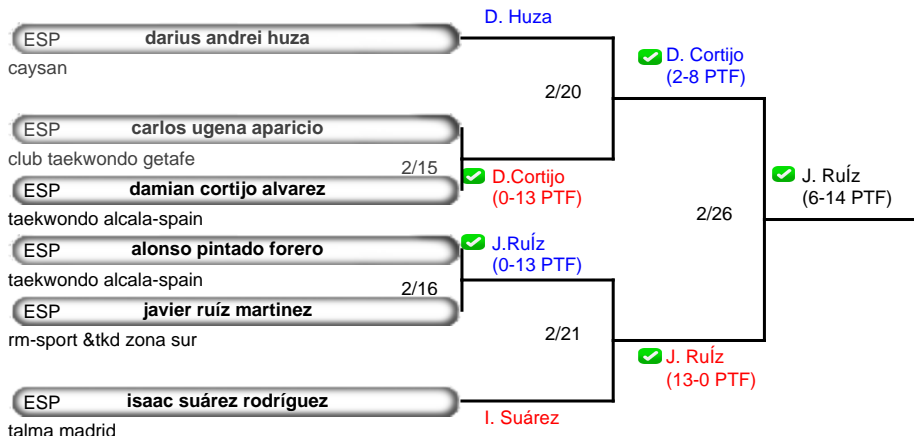 D. Huza
ESP darius andrei huza
caysan
D. Cortijo
(2-8 PTF)
2/20
ESP carlos ugena aparicio
club taekwondo getafe
2/15
D.Cortijo
(0-13 PTF)
ESP damian cortijo alvarez
taekwondo alcala-spain
J. RuÍz
(6-14 PTF)
2/26
ESP alonso pintado forero
taekwondo alcala-spain
J.RuÍz
(0-13 PTF)
2/16
ESP javier ruíz martinez
rm-sport &tkd zona sur
2/21
J. RuÍz
(13-0 PTF)
ESP isaac suárez rodríguez
talma madrid
I. Suárez